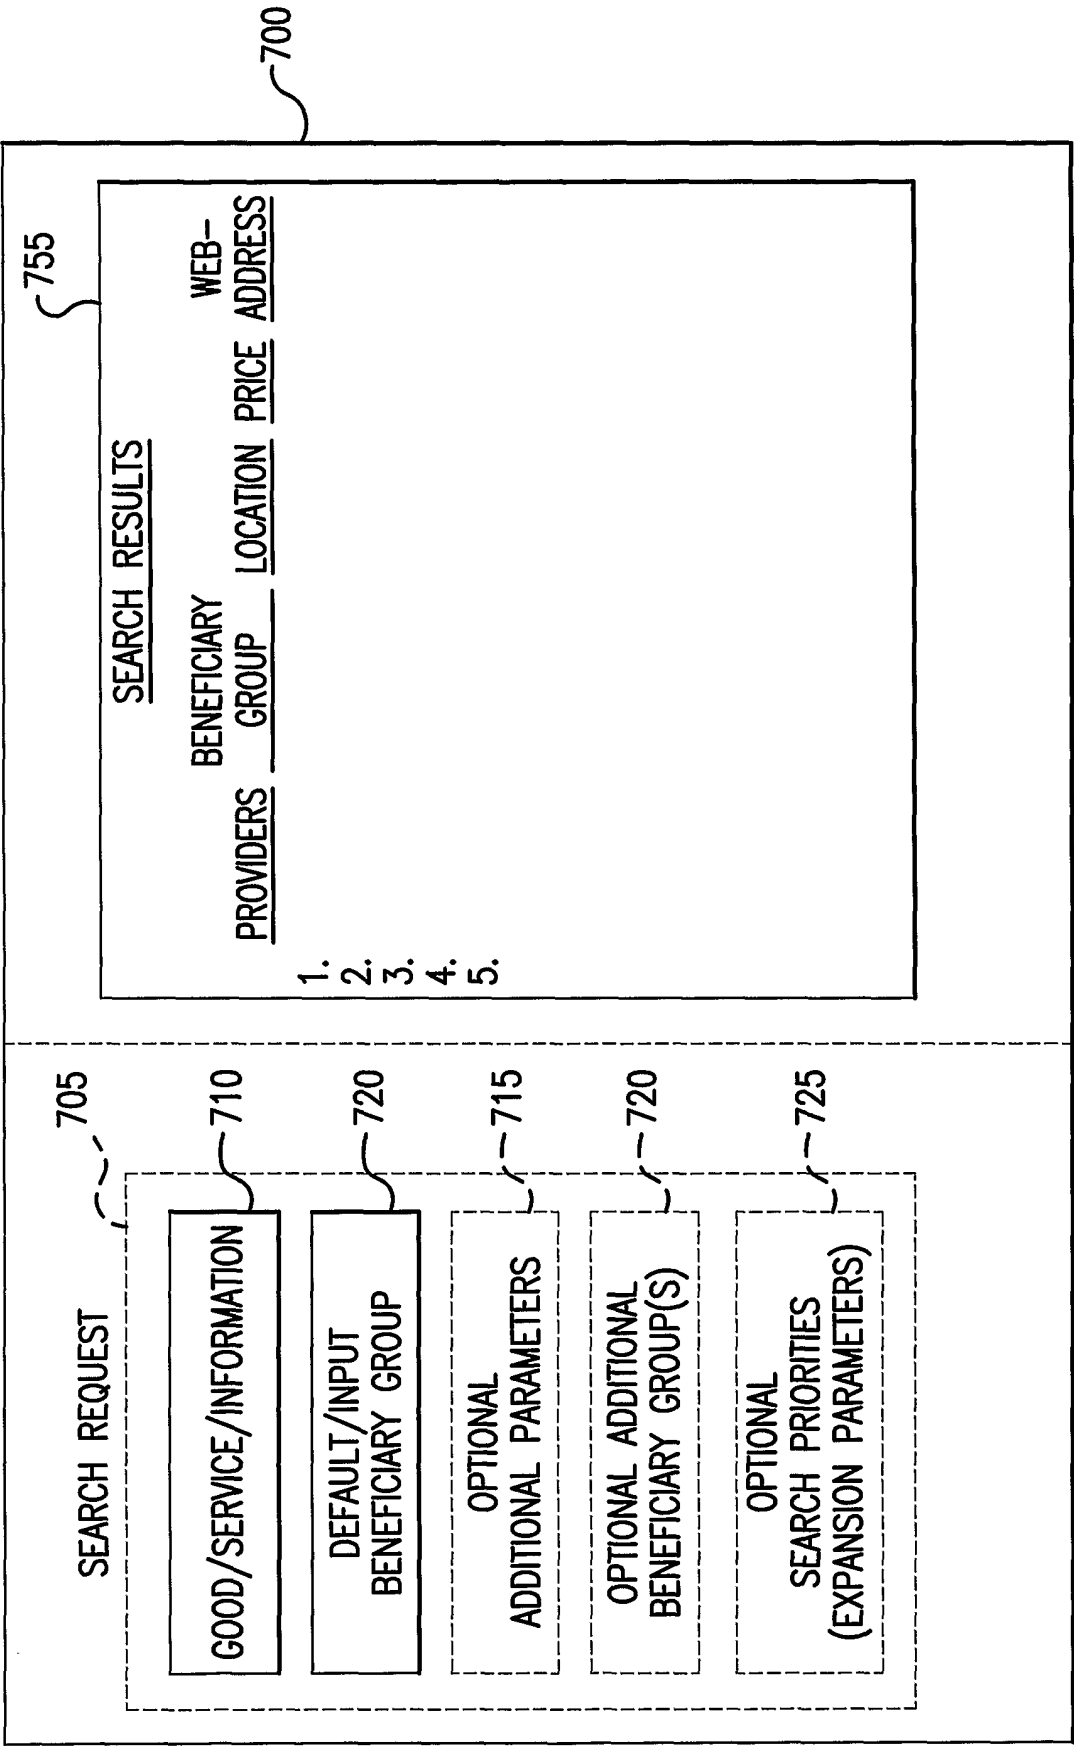 SEARCH REQUEST
705
GOOD/SERVICE/INFORMATION
710
DEFAULT/INPUT
BENEFICIARY GROUP
720
OPTIONAL
ADDITIONAL PARAMETERS
715
OPTIONAL ADDITIONAL
BENEFICIARY GROUP(S)
720
OPTIONAL
SEARCH PRIORITIES
(EXPANSION PARAMETERS)
725
755
SEARCH RESULTS
PROVIDERS
BENEFICIARY
GROUP
LOCATION
PRICE
WEB-
ADDRESS
1.
2.
3.
4.
5.
700